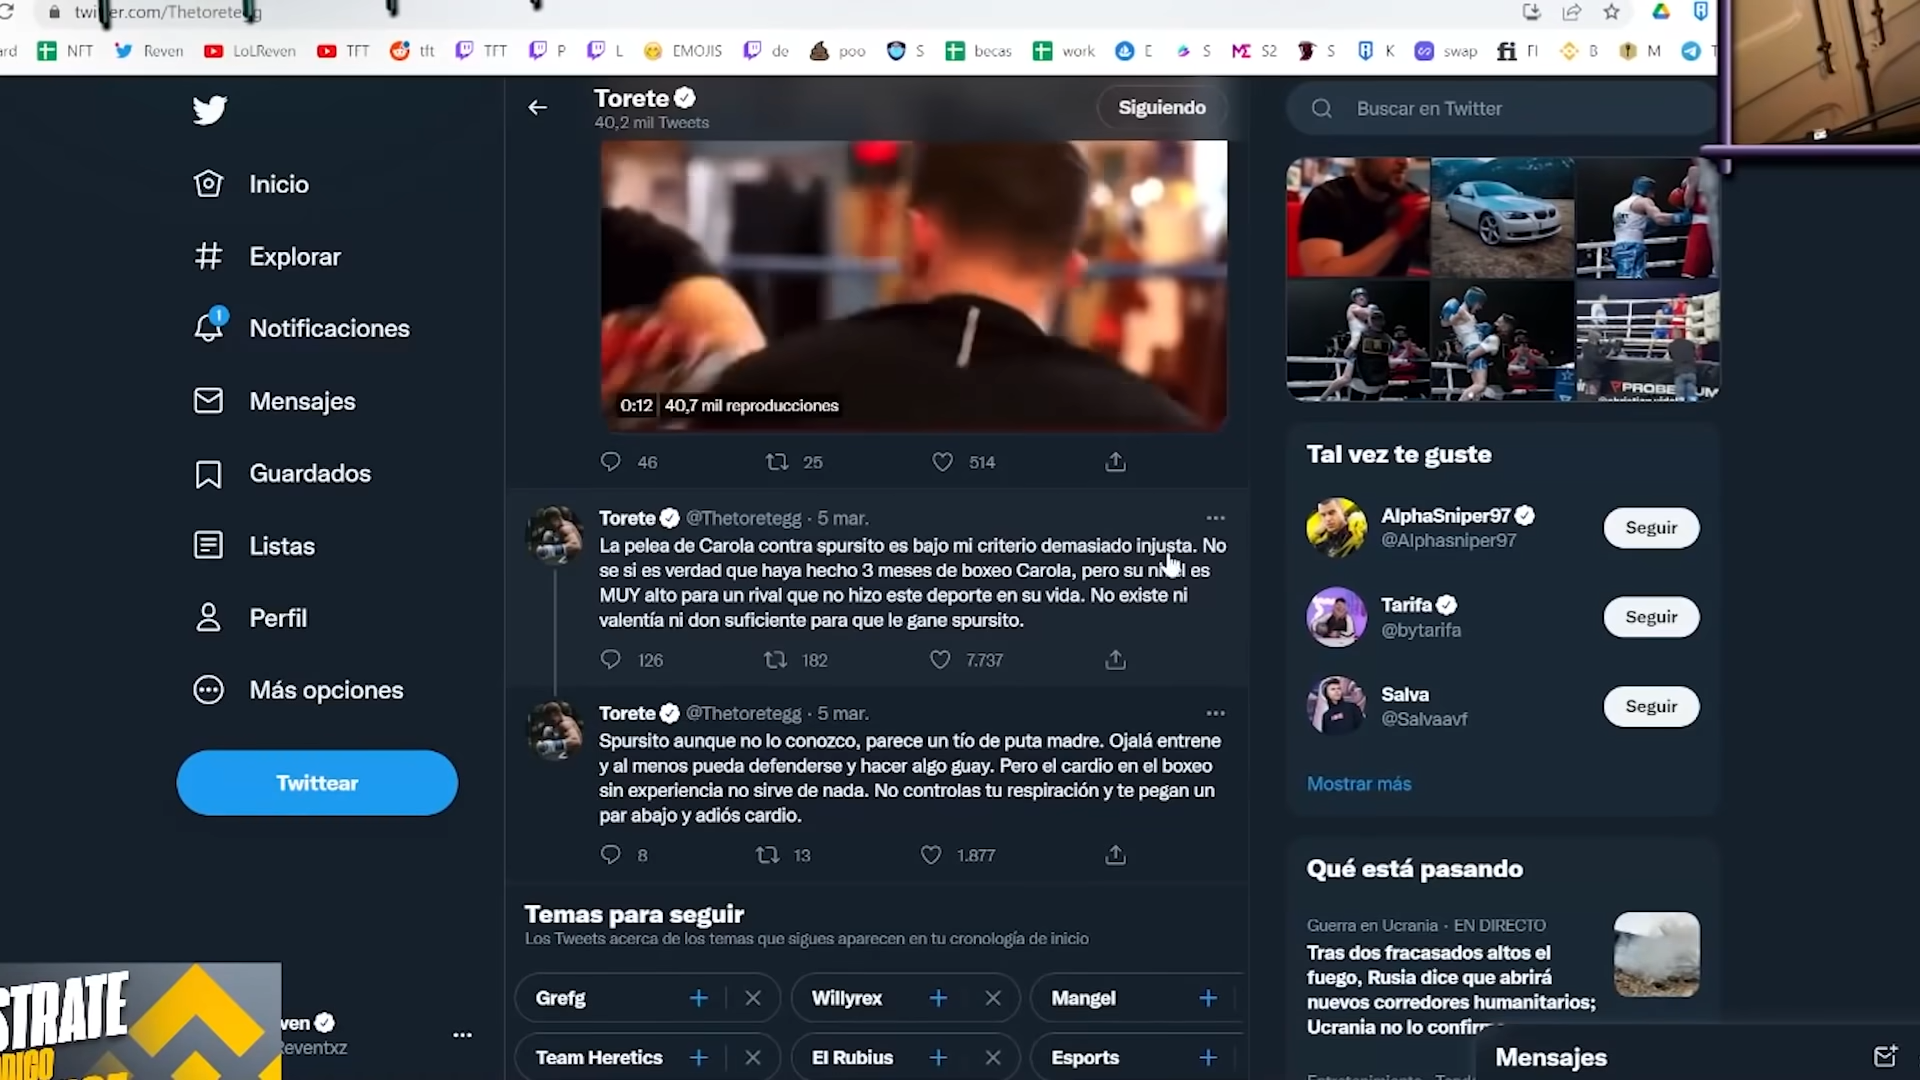 twitter.com/Thetoretegg
NFT
Reven
LoLReven
TFT
tft
TFT
P
L
EMOJIS
de
poo
S
becas
work
E
S
S2
S
K
swap
FI
B
M
Torete
40,2 mil Tweets
Siguiendo
Buscar en Twitter
Inicio
Explorar
1
Notificaciones
Mensajes
Guardados
Listas
Perfil
Más opciones
Twittear
0:12
40,7 mil reproducciones
46
25
514
Torete @Thetoretegg · 5 mar.
La pelea de Carola contra spursito es bajo mi criterio demasiado injusta. No
se si es verdad que haya hecho 3 meses de boxeo Carola, pero su nivel es
MUY alto para un rival que no hizo este deporte en su vida. No existe ni
valentía ni don suficiente para que le gane spursito.
126
182
7.737
Torete @Thetoretegg · 5 mar.
Spursito aunque no lo conozco, parece un tío de puta madre. Ojalá entrene
y al menos pueda defenderse y hacer algo guay. Pero el cardio en el boxeo
sin experiencia no sirve de nada. No controlas tu respiración y te pegan un
par abajo y adiós cardio.
8
13
1.877
Temas para seguir
Los Tweets acerca de los temas que sigues aparecen en tu cronología de inicio
Grefg
Willyrex
Mangel
Team Heretics
El Rubius
Esports
Tal vez te guste
AlphaSniper97
@Alphasniper97
Seguir
Tarifa
@bytarifa
Seguir
Salva
@Salvaavf
Seguir
Mostrar más
Qué está pasando
Guerra en Ucrania · EN DIRECTO
Tras dos fracasados altos el
fuego, Rusia dice que abrirá
nuevos corredores humanitarios;
Ucrania no lo confirm
Mensajes
STRATE
ven
eventxz